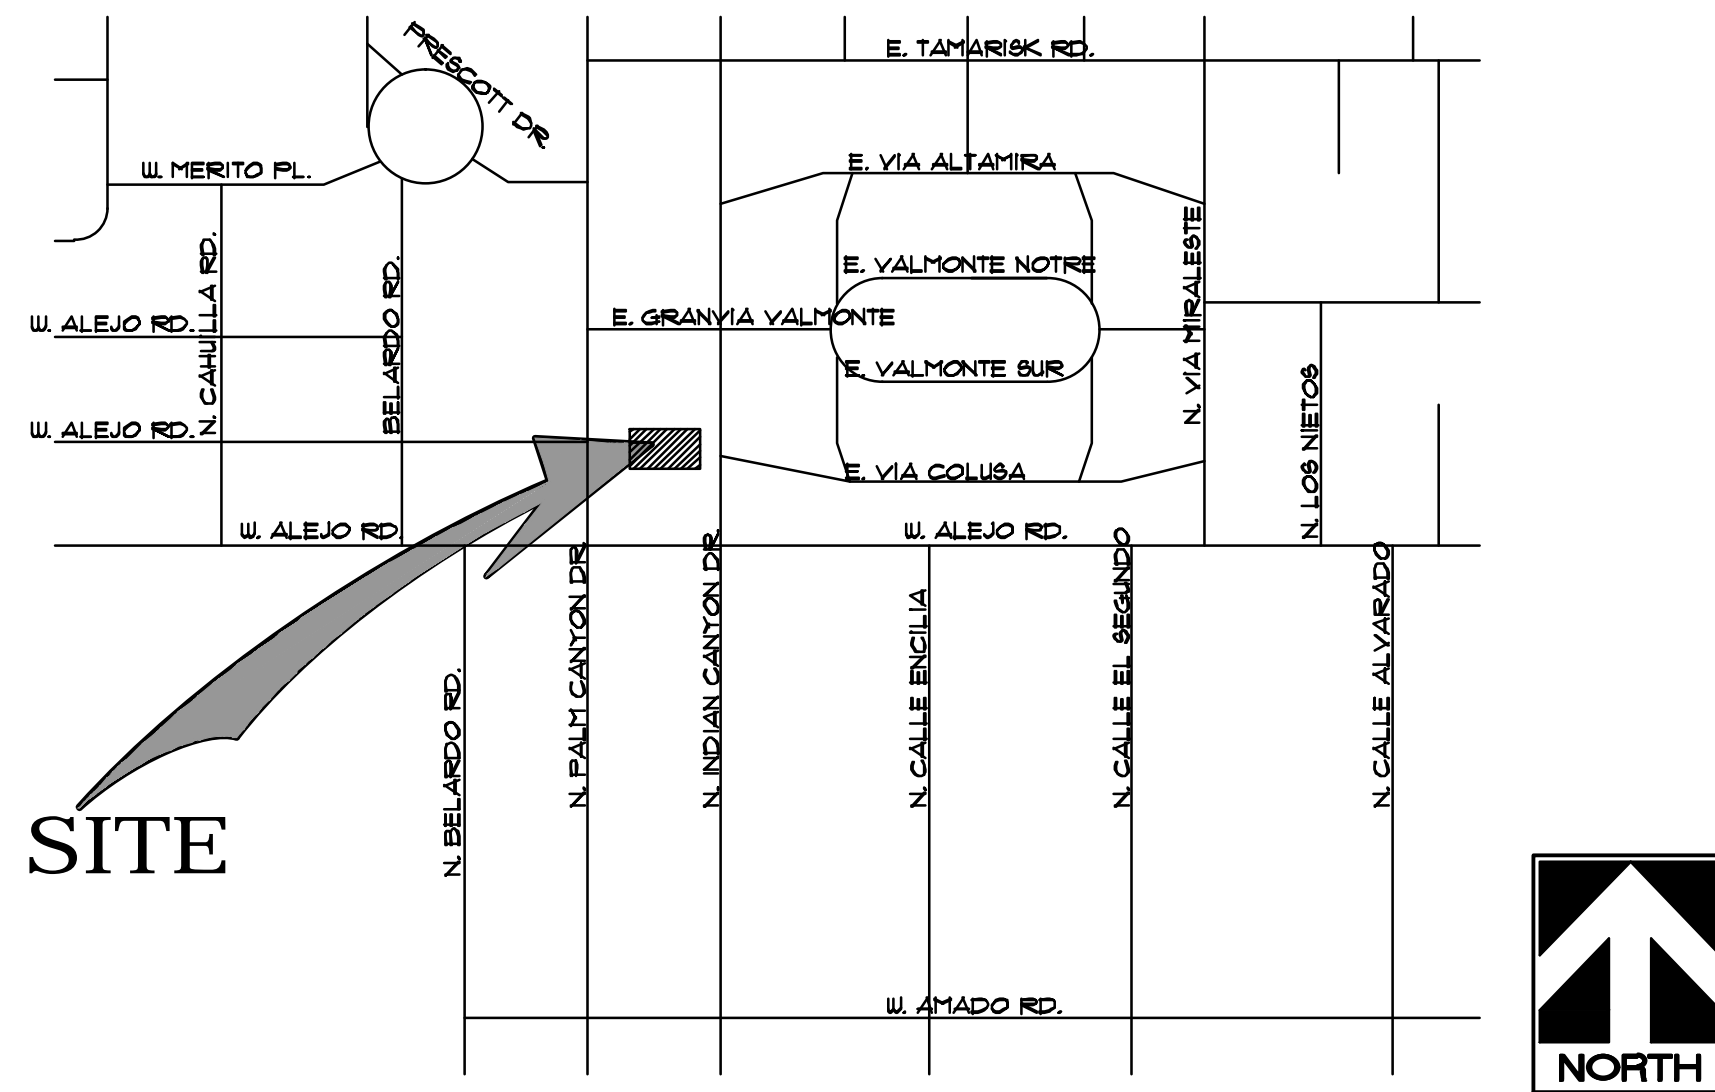 PRESCOTT DR.
E. TAMARISK RD.
W. MERITO PL.
E. VIA ALTAMIRA
N. CAHUILLA RD.
BELARDO RD.
E. VALMONTE NOTRE
N. VIA MIRALESTE
W. ALEJO RD.
E. GRANVIA VALMONTE
E. VALMONTE SUR
N. LOS NIETOS
W. ALEJO RD.
E. VIA COLUSA
W. ALEJO RD.
W. ALEJO RD.
N. BELARDO RD.
N. PALM CANYON DR.
N. INDIAN CANYON DR.
N. CALLE ENCILIA
N. CALLE EL SEGUNDO
N. CALLE ALVARADO
SITE
W. AMADO RD.
NORTH